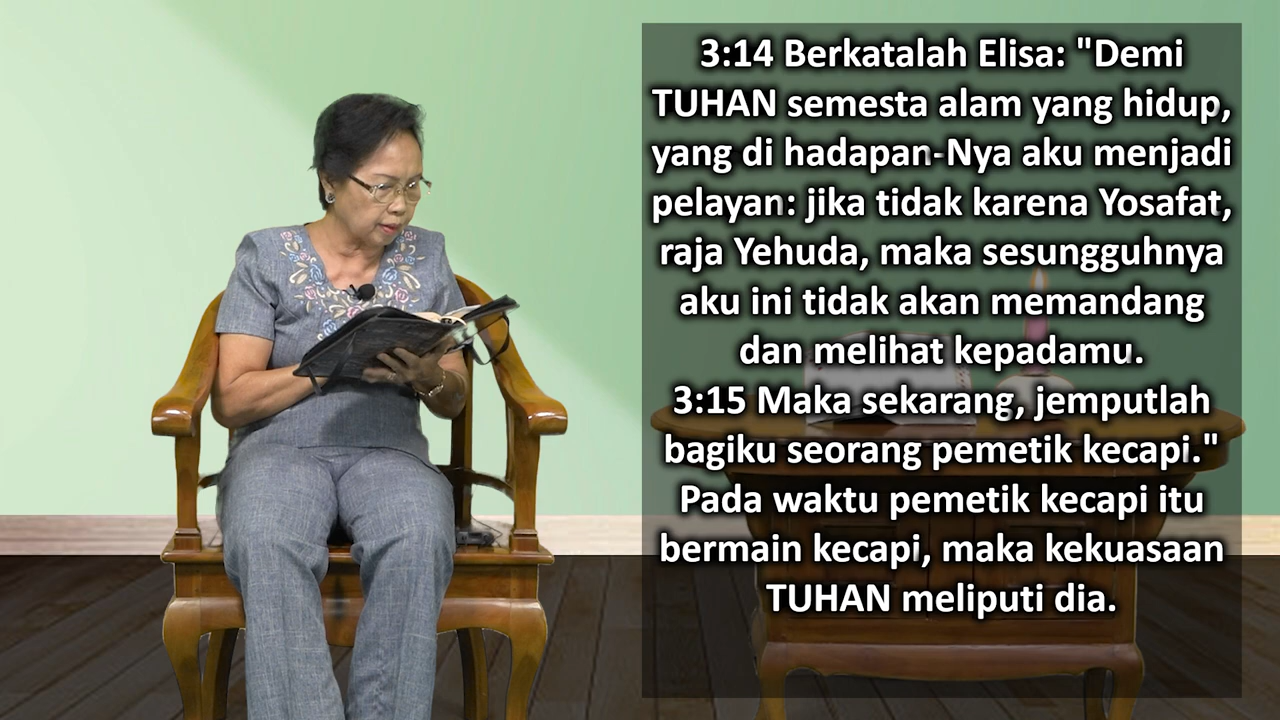 3:14 Berkatalah Elisa: "Demi
TUHAN semesta alam yang hidup,
yang di hadapan-Nya aku menjadi
pelayan: jika tidak karena Yosafat,
raja Yehuda, maka sesungguhnya
aku ini tidak akan memandang
dan melihat kepadamu.
3:15 Maka sekarang, jemputlah
bagiku seorang pemetik kecapi."
Pada waktu pemetik kecapi itu
bermain kecapi, maka kekuasaan
TUHAN meliputi dia.